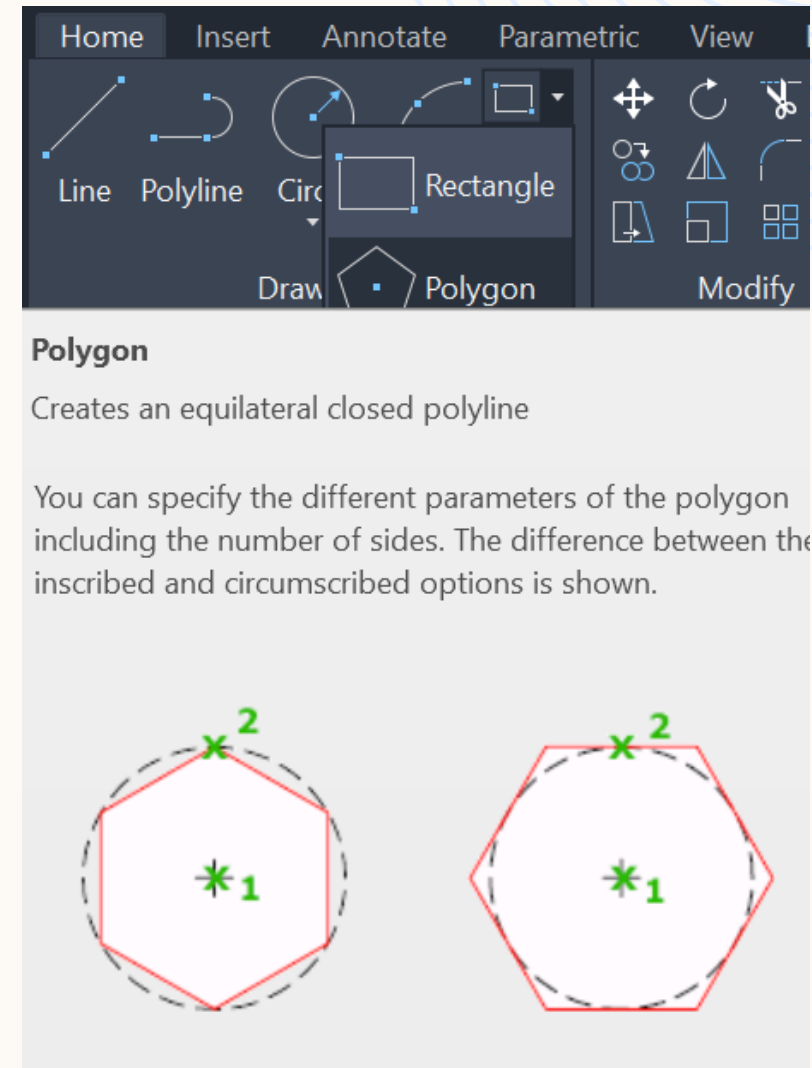 Home Insert Annotate Parametric View
Line Polyline Circ Rectangle
Draw Polygon Modify
Polygon
Creates an equilateral closed polyline
You can specify the different parameters of the polygon
including the number of sides. The difference between the
inscribed and circumscribed options is shown.
2 2
1 1